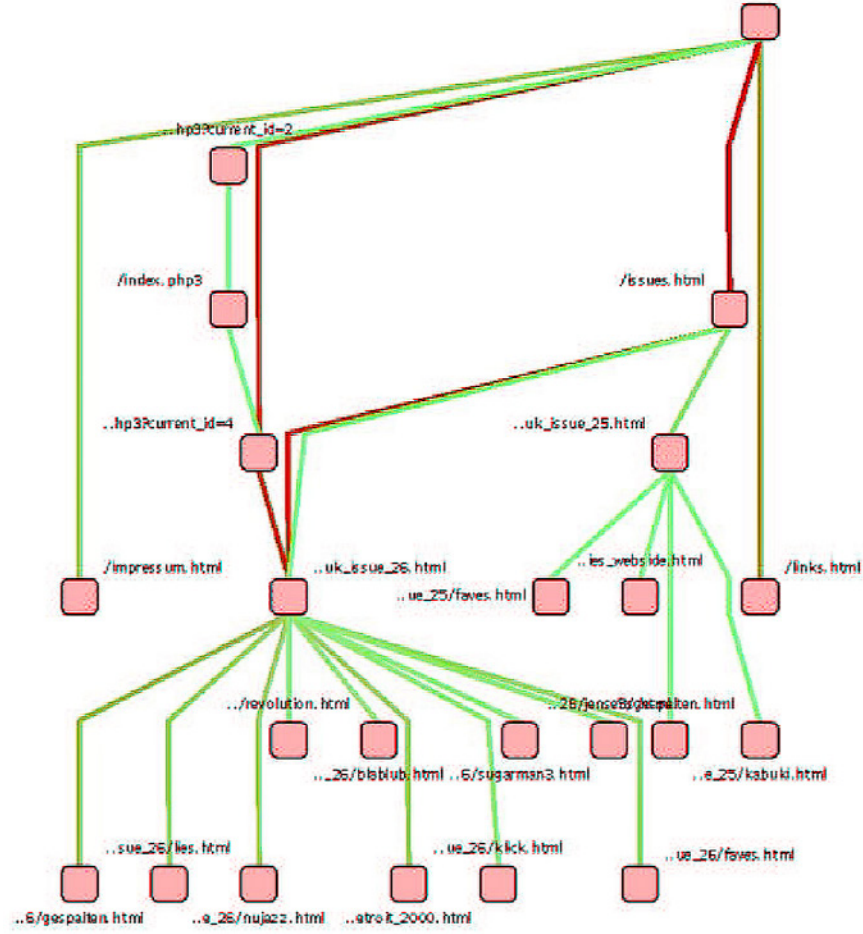 ..hp3?current_id=2
/index.php3
/issues.html
..hp3?current_id=4
..uk_issue_25.html
/impressum.html
..uk_issue_26.html
..ies_webside.html
/links.html
..ue_25/faves.html
../revolution.html
.._26/blablub.html
..6/sugarman3.html
..e_25/kabuki.html
..sue_26/lies.html
..ue_26/klick.html
..ue_26/faves.html
..6/gespalten.html
..e_26/nujazz.html
..etroit_2000.html